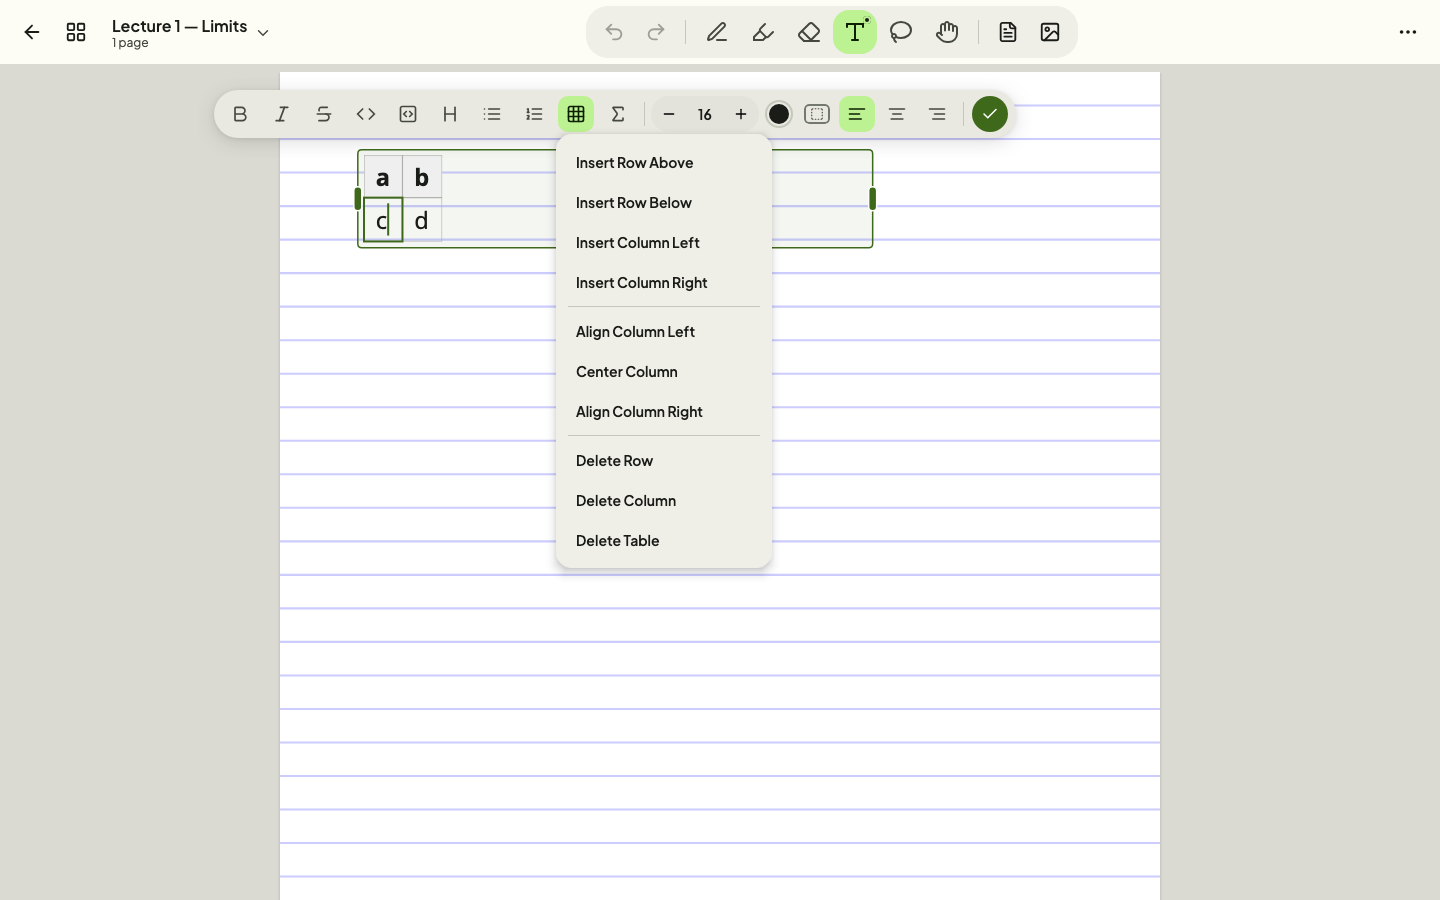 Lecture 1 — Limits
1 page
16
a b
c d
Insert Row Above
Insert Row Below
Insert Column Left
Insert Column Right
Align Column Left
Center Column
Align Column Right
Delete Row
Delete Column
Delete Table